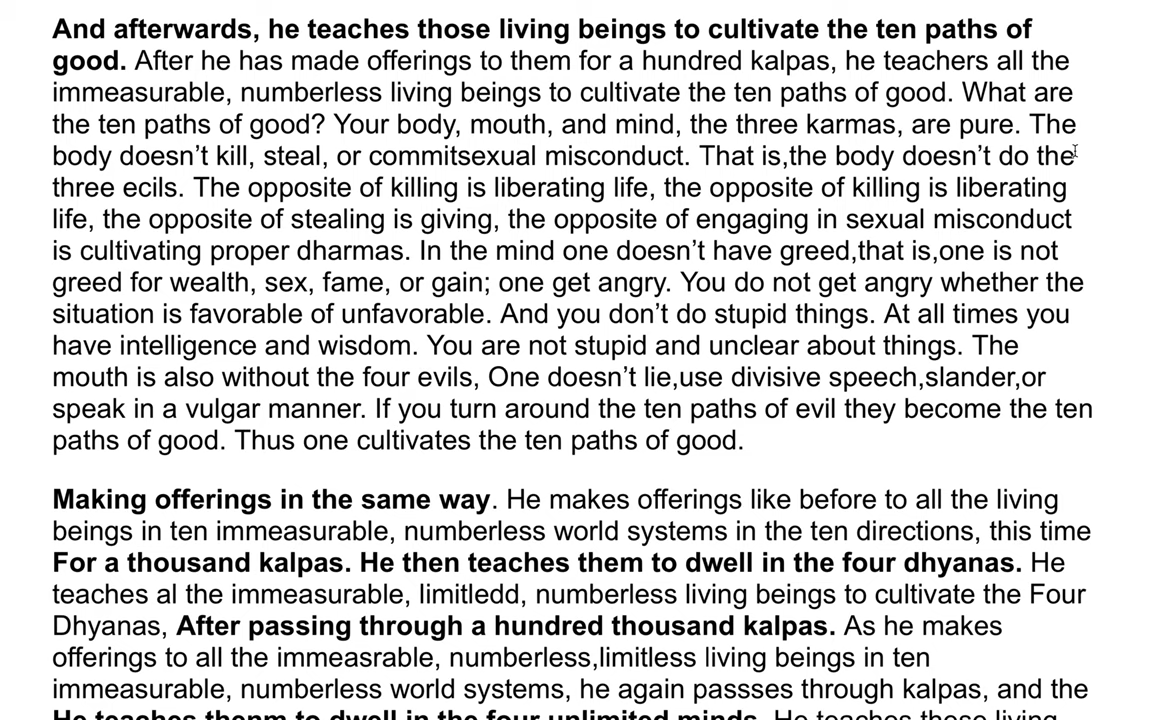 And afterwards, he teaches those living beings to cultivate the ten paths of
good. After he has made offerings to them for a hundred kalpas, he teachers all the
immeasurable, numberless living beings to cultivate the ten paths of good. What are
the ten paths of good? Your body, mouth, and mind, the three karmas, are pure. The
body doesn’t kill, steal, or commitsexual misconduct. That is,the body doesn’t do the
three ecils. The opposite of killing is liberating life, the opposite of killing is liberating
life, the opposite of stealing is giving, the opposite of engaging in sexual misconduct
is cultivating proper dharmas. In the mind one doesn’t have greed,that is,one is not
greed for wealth, sex, fame, or gain; one get angry. You do not get angry whether the
situation is favorable of unfavorable. And you don’t do stupid things. At all times you
have intelligence and wisdom. You are not stupid and unclear about things. The
mouth is also without the four evils, One doesn’t lie,use divisive speech,slander,or
speak in a vulgar manner. If you turn around the ten paths of evil they become the ten
paths of good. Thus one cultivates the ten paths of good.
Making offerings in the same way. He makes offerings like before to all the living
beings in ten immeasurable, numberless world systems in the ten directions, this time
For a thousand kalpas. He then teaches them to dwell in the four dhyanas. He
teaches al the immeasurable, limitledd, numberless living beings to cultivate the Four
Dhyanas, After passing through a hundred thousand kalpas. As he makes
offerings to all the immeasrable, numberless,limitless living beings in ten
immeasurable, numberless world systems, he again passses through kalpas, and the
He teaches thenm to dwell in the four unlimited minds. He teaches those living